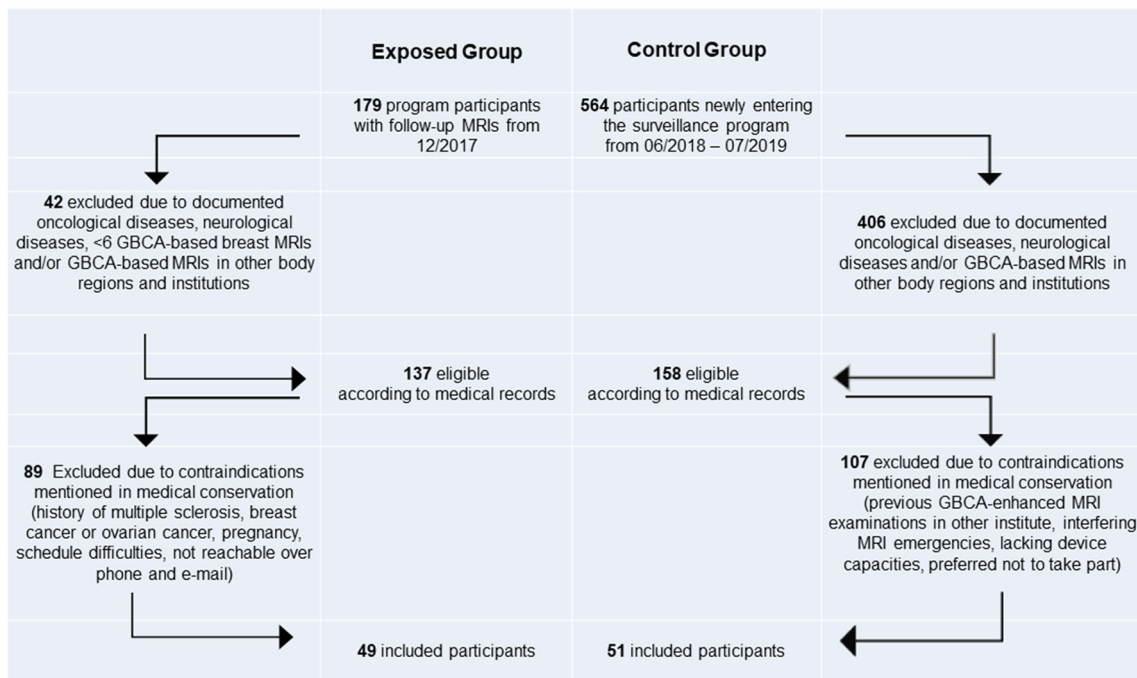 Exposed Group
Control Group
179 program participants
with follow-up MRIs from
12/2017
564 participants newly entering
the surveillance program
from 06/2018 – 07/2019
42 excluded due to documented
oncological diseases, neurological
diseases, <6 GBCA-based breast MRIs
and/or GBCA-based MRIs in other body
regions and institutions
406 excluded due to documented
oncological diseases, neurological
diseases and/or GBCA-based MRIs in
other body regions and institutions
137 eligible
according to medical records
158 eligible
according to medical records
89 Excluded due to contraindications
mentioned in medical conservation
(history of multiple sclerosis, breast
cancer or ovarian cancer, pregnancy,
schedule difficulties, not reachable over
phone and e-mail)
107 excluded due to contraindications
mentioned in medical conservation
(previous GBCA-enhanced MRI
examinations in other institute, interfering
MRI emergencies, lacking device
capacities, preferred not to take part)
49 included participants
51 included participants